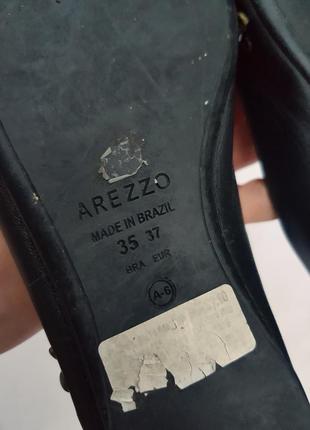 AREZZO
MADE IN BRAZIL
35 37
BRA EUR
A-6